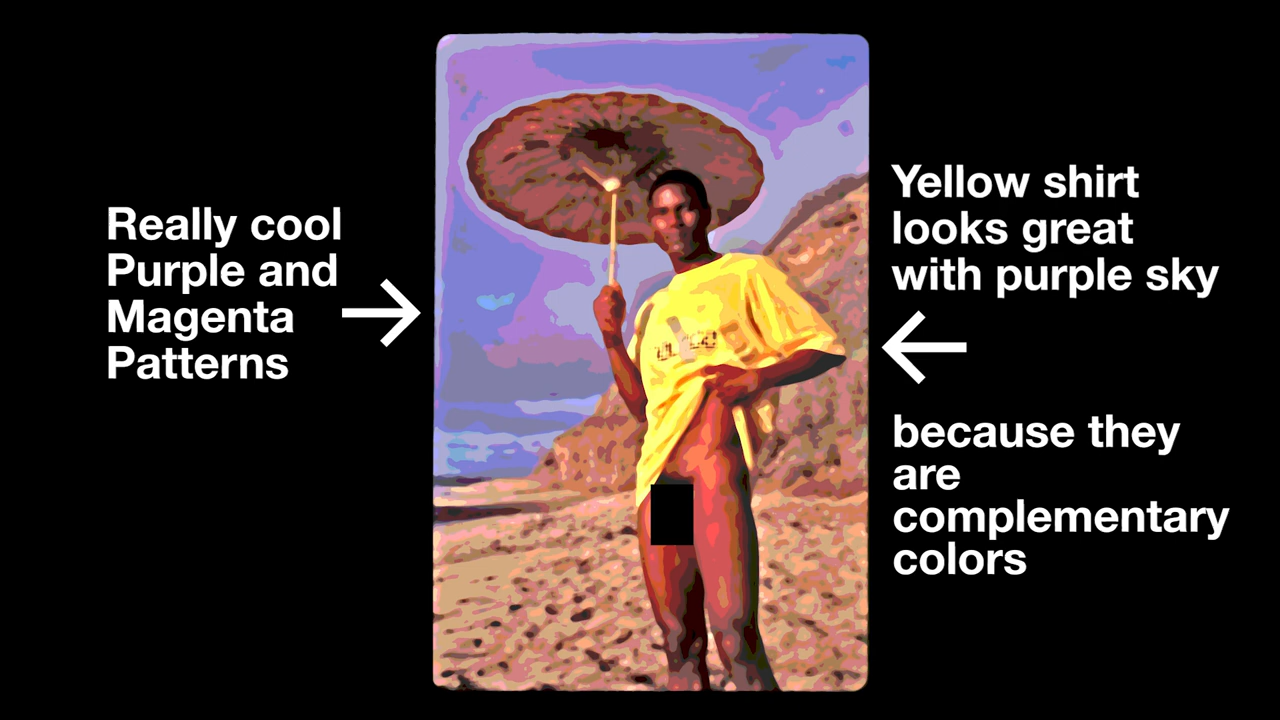 Really cool
Purple and
Magenta
Patterns
Yellow shirt
looks great
with purple sky
because they
are
complementary
colors